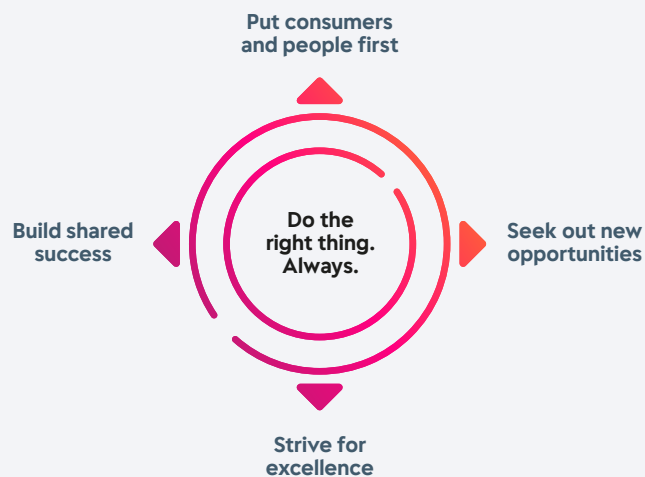 Put consumers
and people first
Do the
right thing.
Always.
Build shared
success
Seek out new
opportunities
Strive for
excellence